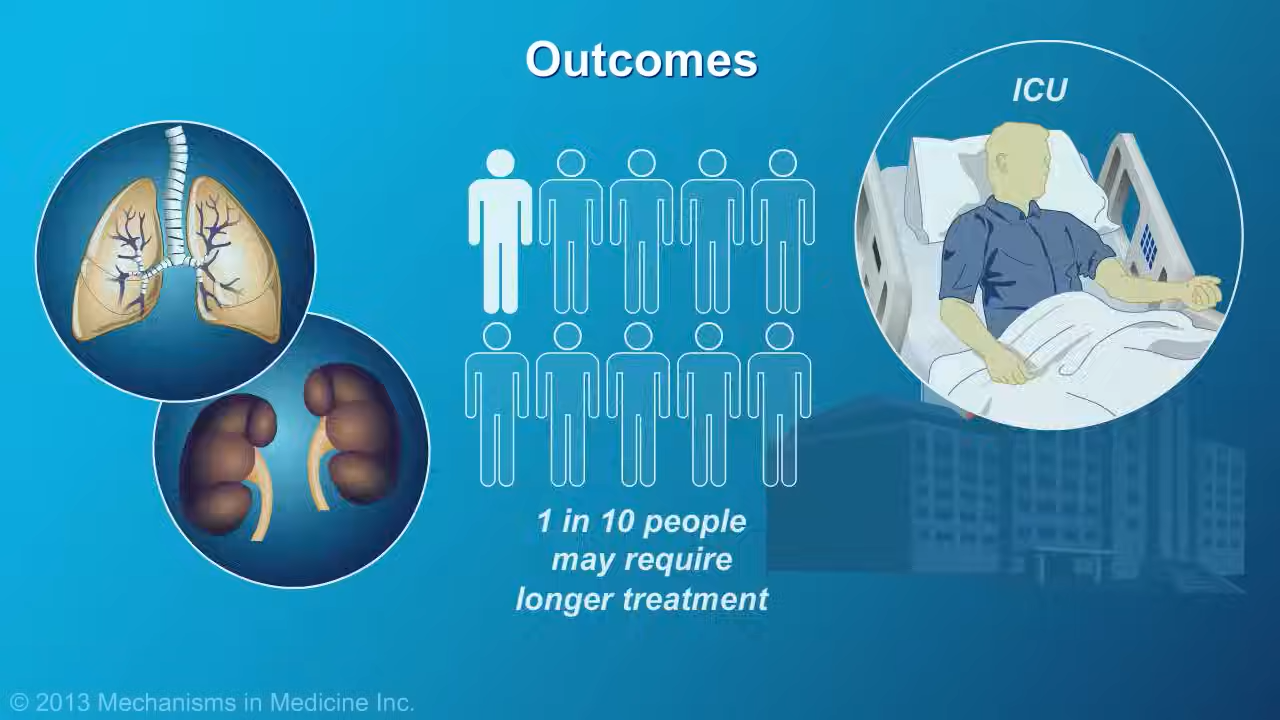 Outcomes
ICU
1 in 10 people
may require
longer treatment
© 2013 Mechanisms in Medicine Inc.